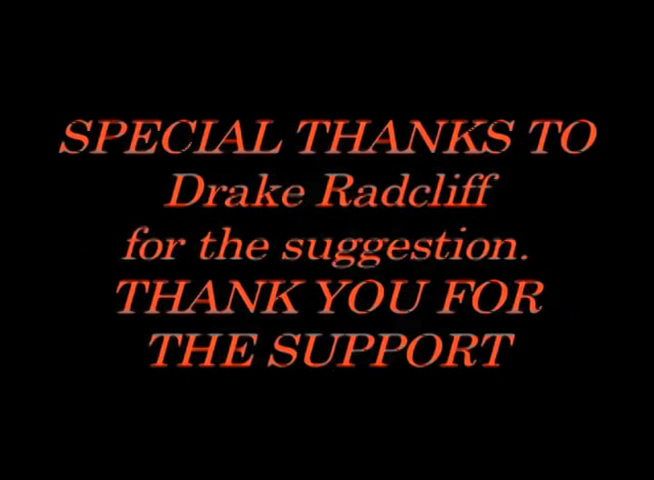 SPECIAL THANKS TO
Drake Radcliff
for the suggestion.
THANK YOU FOR
THE SUPPORT